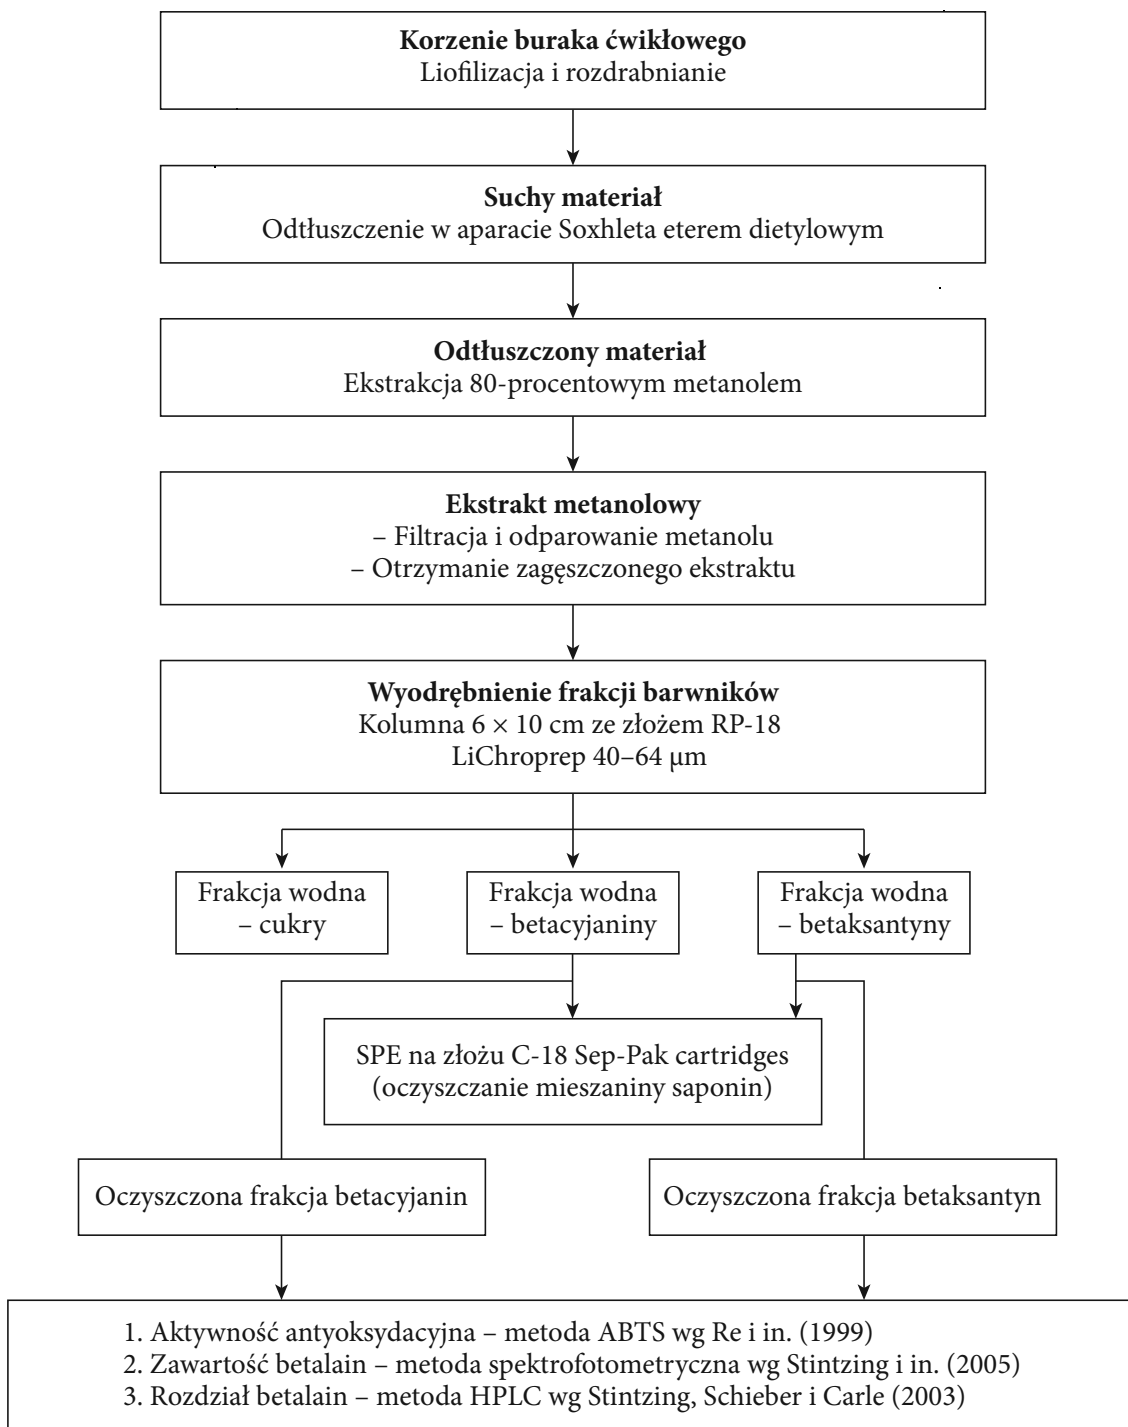 Korzenie buraka ćwikłowego
Liofilizacja i rozdrabnianie
Suchy materiał
Odtłuszczenie w aparacie Soxhleta eterem dietylowym
Odtłuszczony materiał
Ekstrakcja 80-procentowym metanolem
Ekstrakt metanolowy
– Filtracja i odparowanie metanolu
– Otrzymanie zagęszczonego ekstraktu
Wyodrębnienie frakcji barwników
Kolumna 6 × 10 cm ze złożem RP-18
LiChroprep 40–64 μm
Frakcja wodna
– cukry
Frakcja wodna
– betacyjaniny
Frakcja wodna
– betaksantyny
SPE na złożu C-18 Sep-Pak cartridges
(oczyszczanie mieszaniny saponin)
Oczyszczona frakcja betacyjanin
Oczyszczona frakcja betaksantyn
1. Aktywność antyoksydacyjna – metoda ABTS wg Re i in. (1999)
2. Zawartość betalain – metoda spektrofotometryczna wg Stintzing i in. (2005)
3. Rozdział betalain – metoda HPLC wg Stintzing, Schieber i Carle (2003)